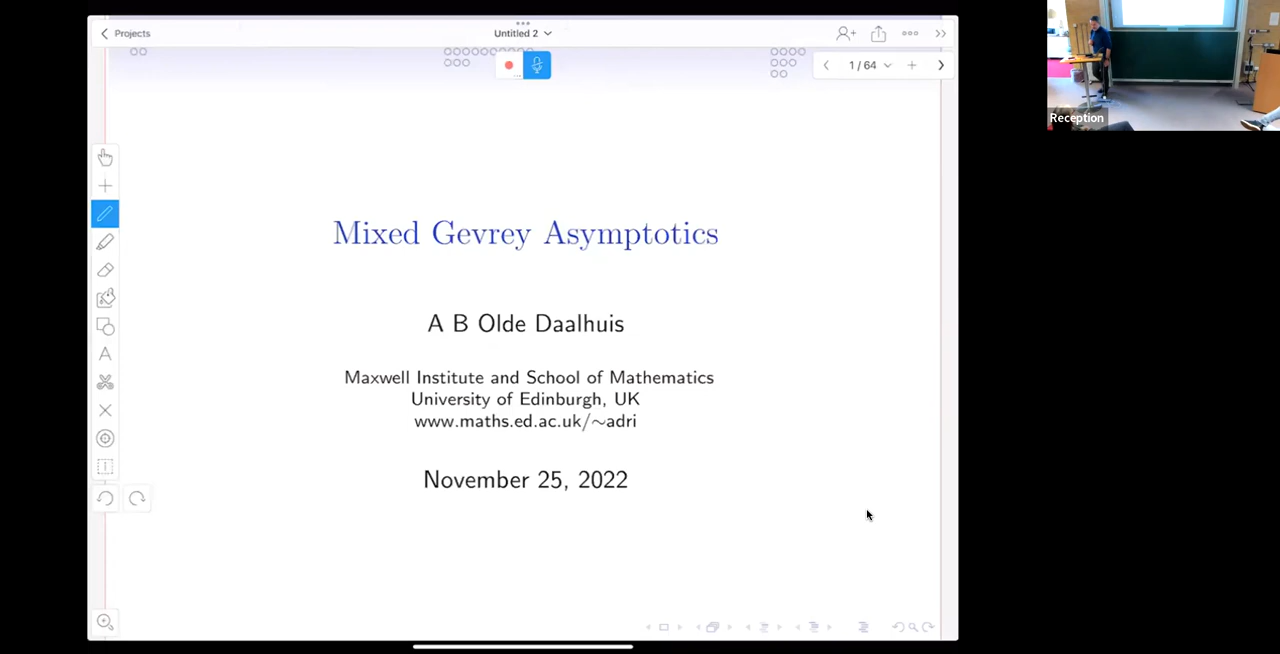 Projects
Untitled 2
1 / 64
Reception
Mixed Gevrey Asymptotics
A B Olde Daalhuis
Maxwell Institute and School of Mathematics
University of Edinburgh, UK
www.maths.ed.ac.uk/~adri
November 25, 2022